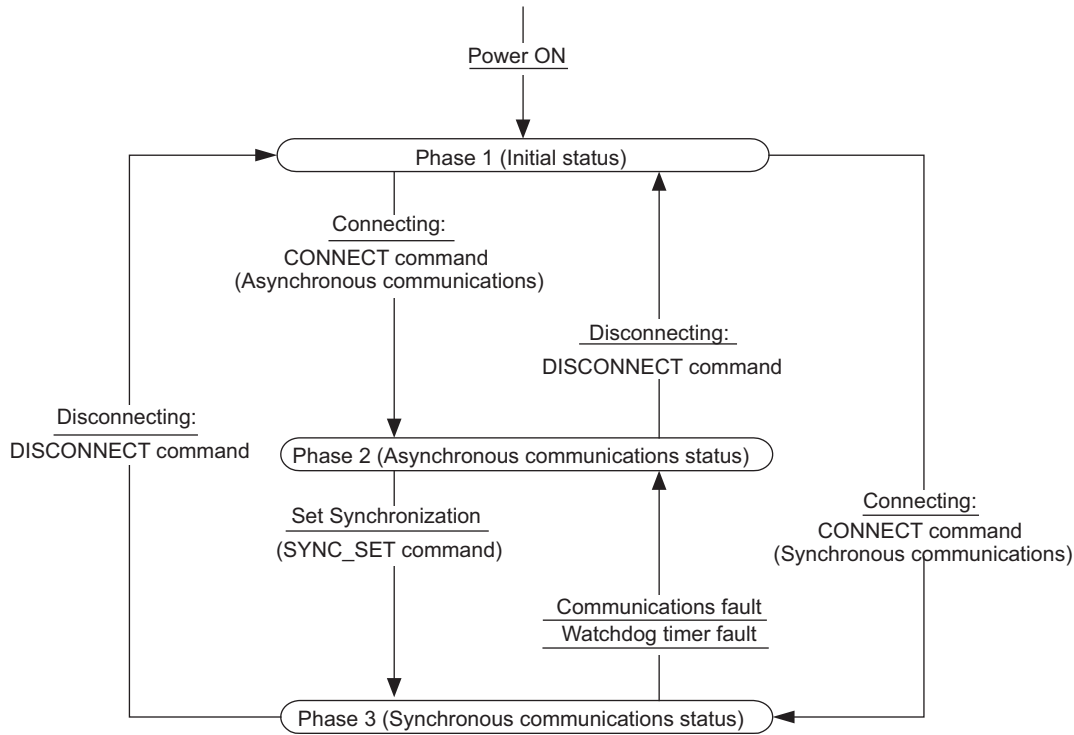 Power ON
Phase 1 (Initial status)
Connecting:
CONNECT command
(Asynchronous communications)
Disconnecting:
DISCONNECT command
Disconnecting:
DISCONNECT command
Phase 2 (Asynchronous communications status)
Set Synchronization
(SYNC_SET command)
Connecting:
CONNECT command
(Synchronous communications)
Communications fault
Watchdog timer fault
Phase 3 (Synchronous communications status)